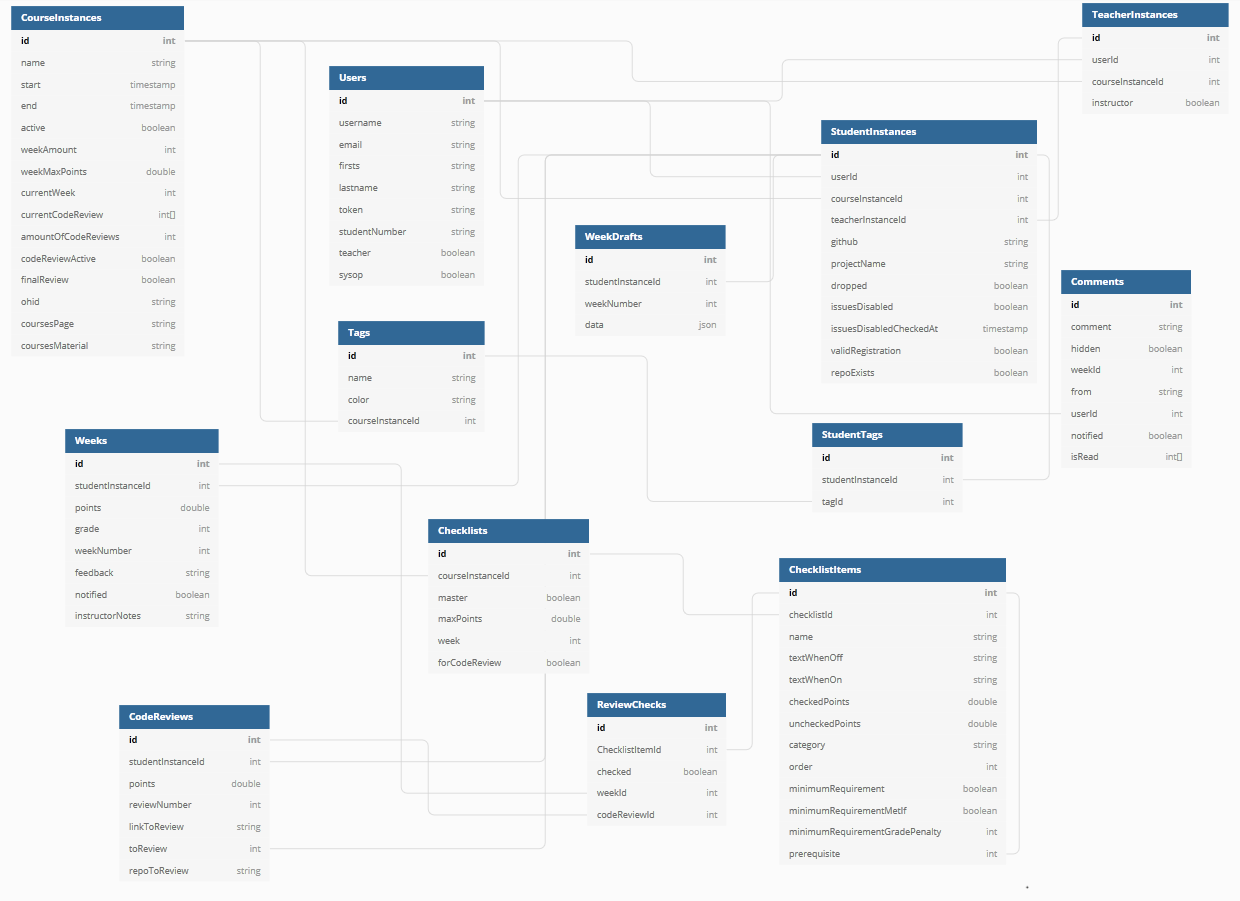 CourseInstances
id int
name string
start timestamp
end timestamp
active boolean
weekAmount int
weekMaxPoints double
currentWeek int
currentCodeReview int[]
amountOfCodeReviews int
codeReviewActive boolean
finalReview boolean
ohid string
coursesPage string
coursesMaterial string
Users
id int
username string
email string
firsts string
lastname string
token string
studentNumber string
teacher boolean
sysop boolean
TeacherInstances
id int
userId int
courseInstanceId int
instructor boolean
StudentInstances
id int
userId int
courseInstanceId int
teacherInstanceId int
github string
projectName string
dropped boolean
issuesDisabled boolean
issuesDisabledCheckedAt timestamp
validRegistration boolean
repoExists boolean
WeekDrafts
id int
studentInstanceId int
weekNumber int
data json
Comments
id int
comment string
hidden boolean
weekId int
from string
userId int
notified boolean
isRead int[]
Tags
id int
name string
color string
courseInstanceId int
StudentTags
id int
studentInstanceId int
tagId int
Weeks
id int
studentInstanceId int
points double
grade int
weekNumber int
feedback string
notified boolean
instructorNotes string
Checklists
id int
courseInstanceId int
master boolean
maxPoints double
week int
forCodeReview boolean
ChecklistItems
id int
checklistId int
name string
textWhenOff string
textWhenOn string
checkedPoints double
uncheckedPoints double
category string
order int
minimumRequirement boolean
minimumRequirementMetIf boolean
minimumRequirementGradePenalty int
prerequisite int
CodeReviews
id int
studentInstanceId int
points double
reviewNumber int
linkToReview string
toReview int
repoToReview string
ReviewChecks
id int
ChecklistItemId int
checked boolean
weekId int
codeReviewId int